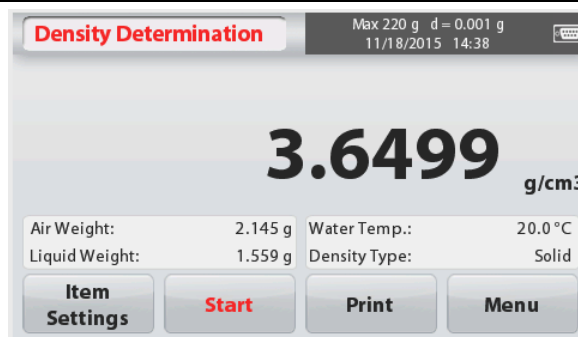 Density Determination
Max 220 g d = 0.001 g
11/18/2015 14:38
3.6499
g/cm3
Air Weight: 2.145 g Water Temp.: 20.0°C
Liquid Weight: 1.559 g Density Type: Solid
Item
Settings
Start
Print
Menu